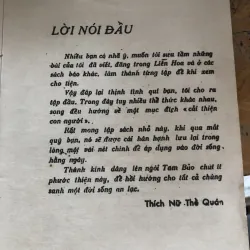 LỜI NÓI ĐẦU
Nhiều bạn có nhã ý, muốn tôi sưu tầm những
bài của tôi đã viết, đăng trong Liễn Hoa và ở các
sách báo khác, làm thành từng tập để khi xem cho
tiện.
Vậy đáp lại thịnh tình quí bạn, tôi cho ra
tập đầu. Trong đây tuy nhiều thể thức khác nhau,
song đều hướng về một mục đích «cải thiện
con người».
Rất mong tập sách nhỏ này, khi qua mắt
quý bạn, nó sẽ được cái hân hạnh lưu lại trong
lòng một vài nét chính để áp dụng vào đời sống
hằng ngày.
Thành kính dâng lên ngôi Tam Bảo chút ít
phước thiện này, để hồi hướng cho tất cả chúng
sanh một đời sống an lạc.
Thích Nữ Thể Quán